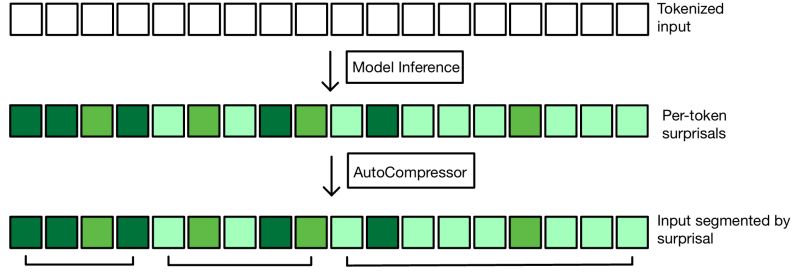 Tokenized
input
Model Inference
Per-token
surprisals
AutoCompressor
Input segmented by
surprisal